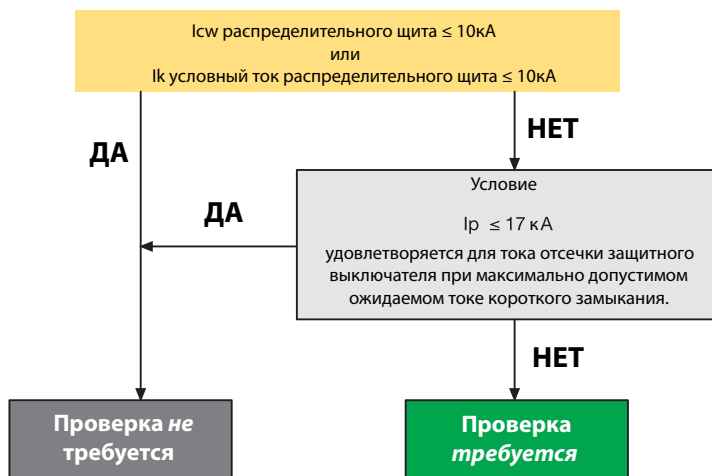 Icw распределительного щита ≤ 10кА
или
Ik условный ток распределительного щита ≤ 10кА
НЕТ
ДА
Условие
ДА
Ip ≤ 17 кА
удовлетворяется для тока отсечки защитного
выключателя при максимально допустимом
ожидаемом токе короткого замыкания.
НЕТ
Проверка не
требуется
Проверка
требуется